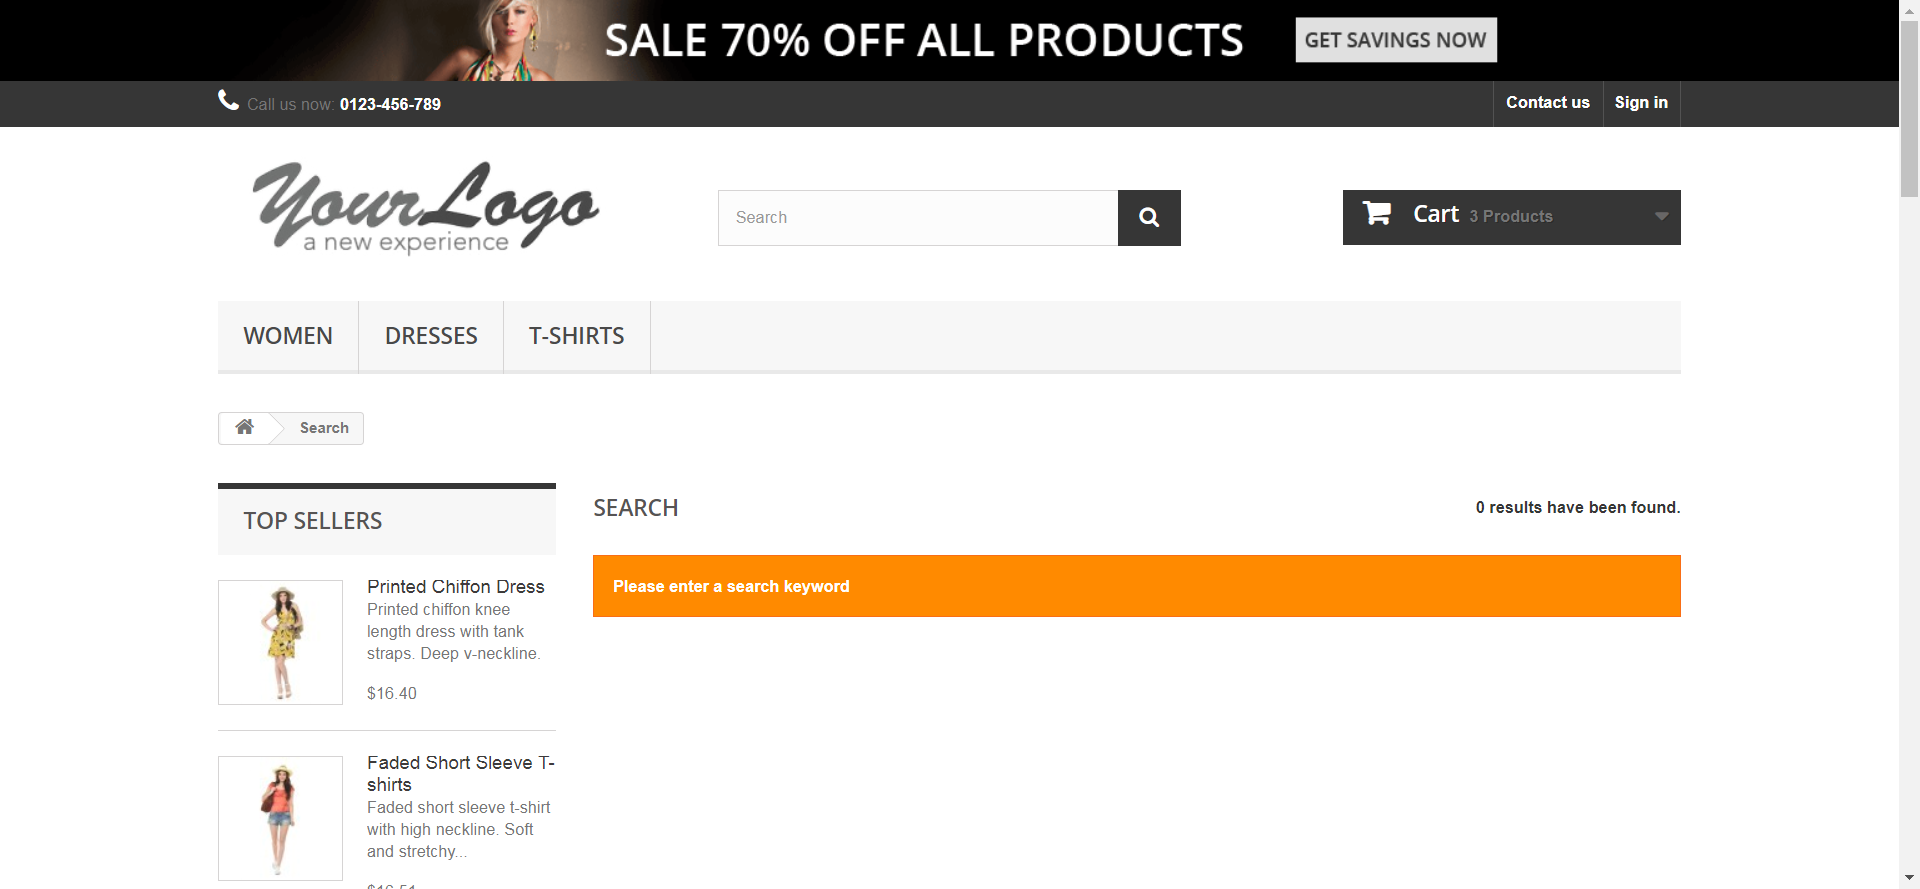 SALE 70% OFF ALL PRODUCTS GET SAVINGS NOW
Call us now: 0123-456-789 Contact us Sign in
Your Logo
a new experience
Search
Cart 3 Products
WOMEN DRESSES T-SHIRTS
Search
TOP SELLERS
Printed Chiffon Dress
Printed chiffon knee
length dress with tank
straps. Deep v-neckline.
$16.40
Faded Short Sleeve T-
shirts
Faded short sleeve t-shirt
with high neckline. Soft
and stretchy...
SEARCH 0 results have been found.
Please enter a search keyword